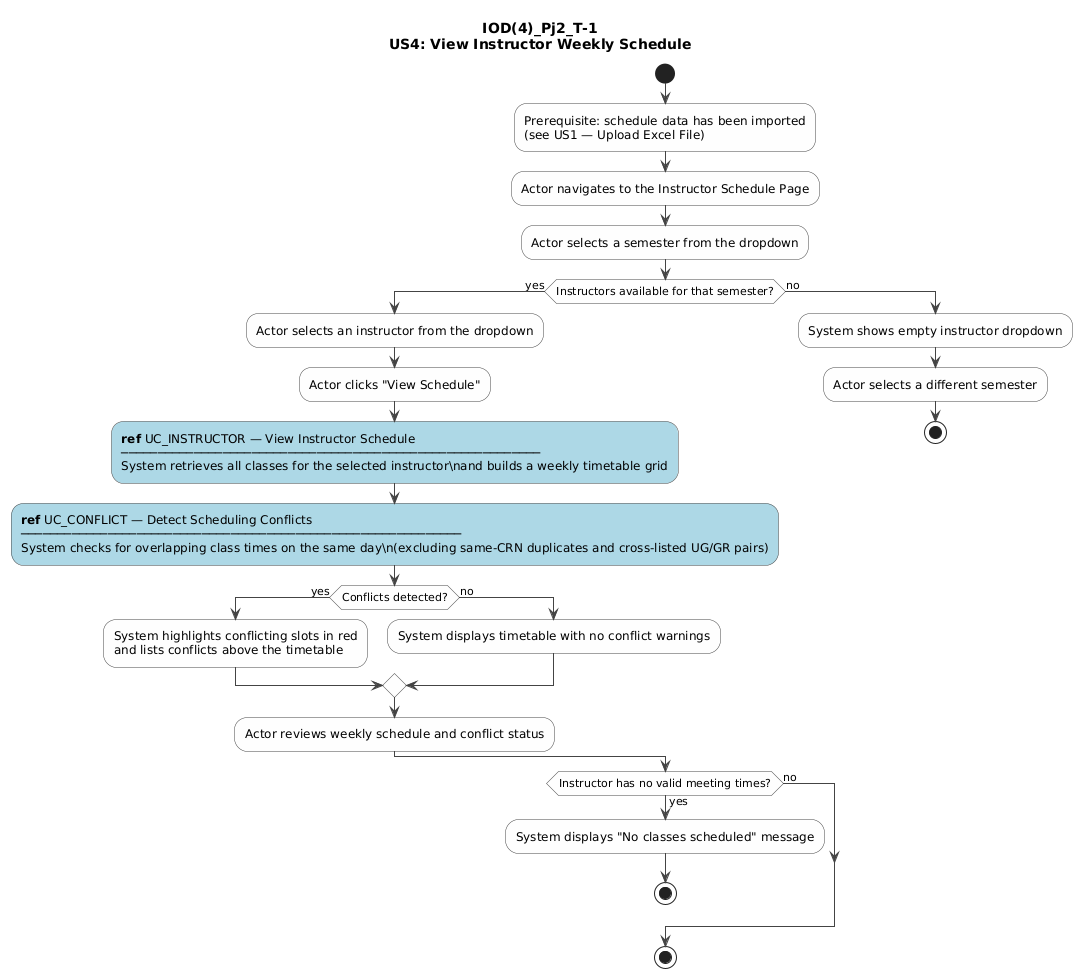 IOD(4)_Pj2_T-1
US4: View Instructor Weekly Schedule
Prerequisite: schedule data has been imported
(see US1 — Upload Excel File)
Actor navigates to the Instructor Schedule Page
Actor selects a semester from the dropdown
yes
Instructors available for that semester?
no
Actor selects an instructor from the dropdown
System shows empty instructor dropdown
Actor clicks "View Schedule"
Actor selects a different semester
ref UC_INSTRUCTOR — View Instructor Schedule
System retrieves all classes for the selected instructor\nand builds a weekly timetable grid
ref UC_CONFLICT — Detect Scheduling Conflicts
System checks for overlapping class times on the same day\n(excluding same-CRN duplicates and cross-listed UG/GR pairs)
yes
Conflicts detected?
no
System highlights conflicting slots in red
and lists conflicts above the timetable
System displays timetable with no conflict warnings
Actor reviews weekly schedule and conflict status
Instructor has no valid meeting times?
no
yes
System displays "No classes scheduled" message